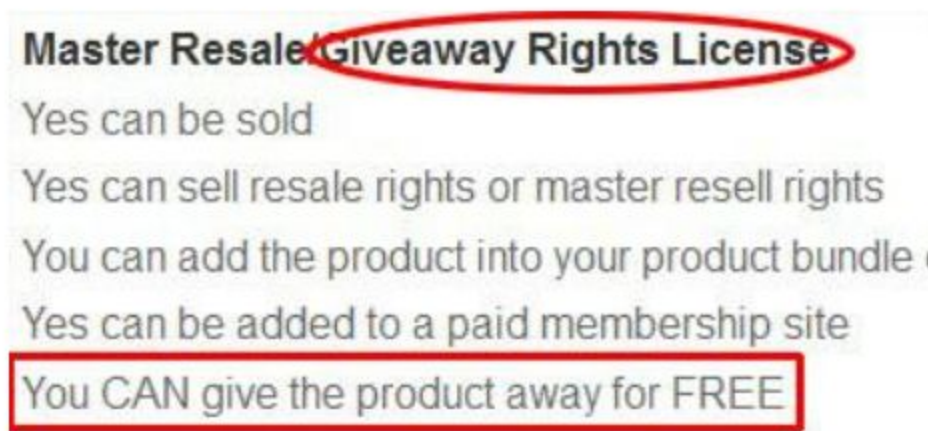 Master Resale/Giveaway Rights License
Yes can be sold
Yes can sell resale rights or master resell rights
You can add the product into your product bundle
Yes can be added to a paid membership site
You CAN give the product away for FREE